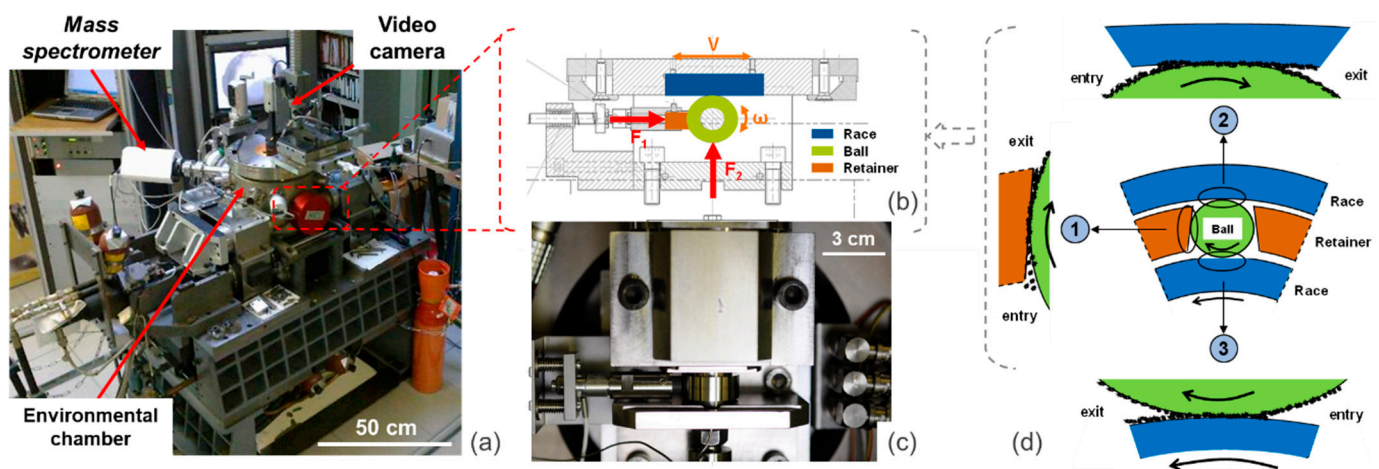 Mass
spectrometer
Video
camera
Environmental
chamber
50 cm
(a)
V
ω
F1
F2
Race
Ball
Retainer
(b)
3 cm
(c)
entry
exit
2
exit
1
entry
Race
Ball
Retainer
Race
3
exit
entry
(d)